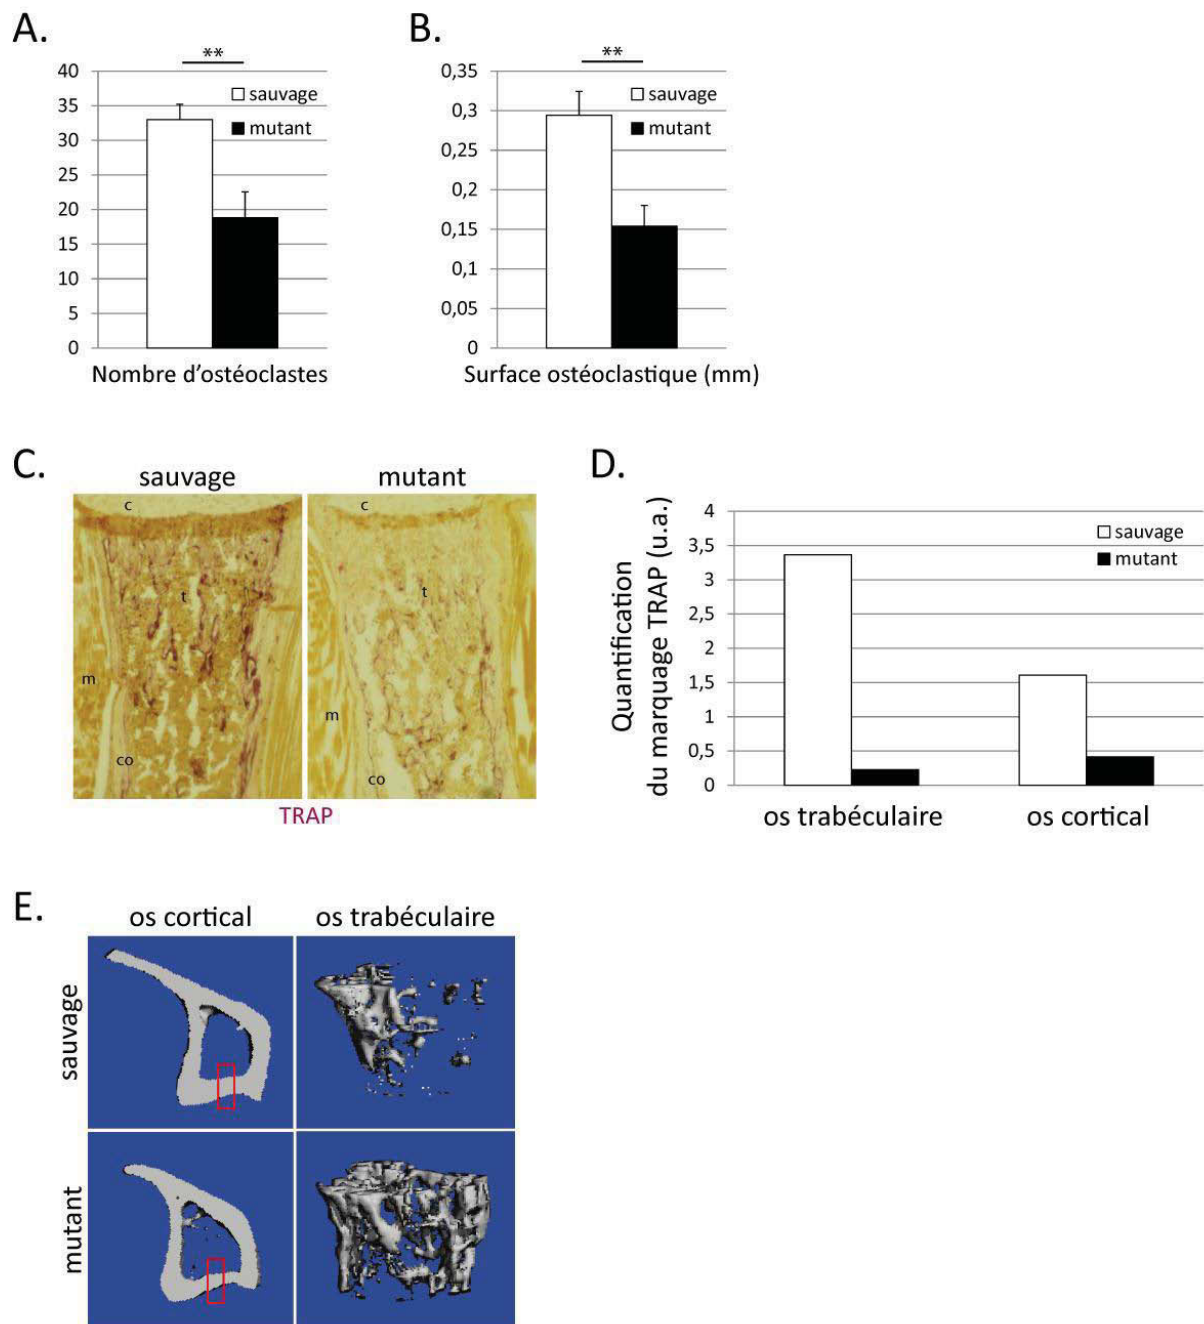 A.
**
40
35
30
25
20
15
10
5
0
sauvage
mutant
Nombre d'ostéoclastes
B.
**
0,35
0,3
0,25
0,2
0,15
0,1
0,05
0
sauvage
mutant
Surface ostéoclastique (mm)
C.
sauvage
mutant
c
t
m
co
c
t
m
co
TRAP
D.
Quantification
du marquage TRAP (u.a.)
4
3,5
3
2,5
2
1,5
1
0,5
0
sauvage
mutant
os trabéculaire
os cortical
E.
os cortical
os trabéculaire
sauvage
mutant